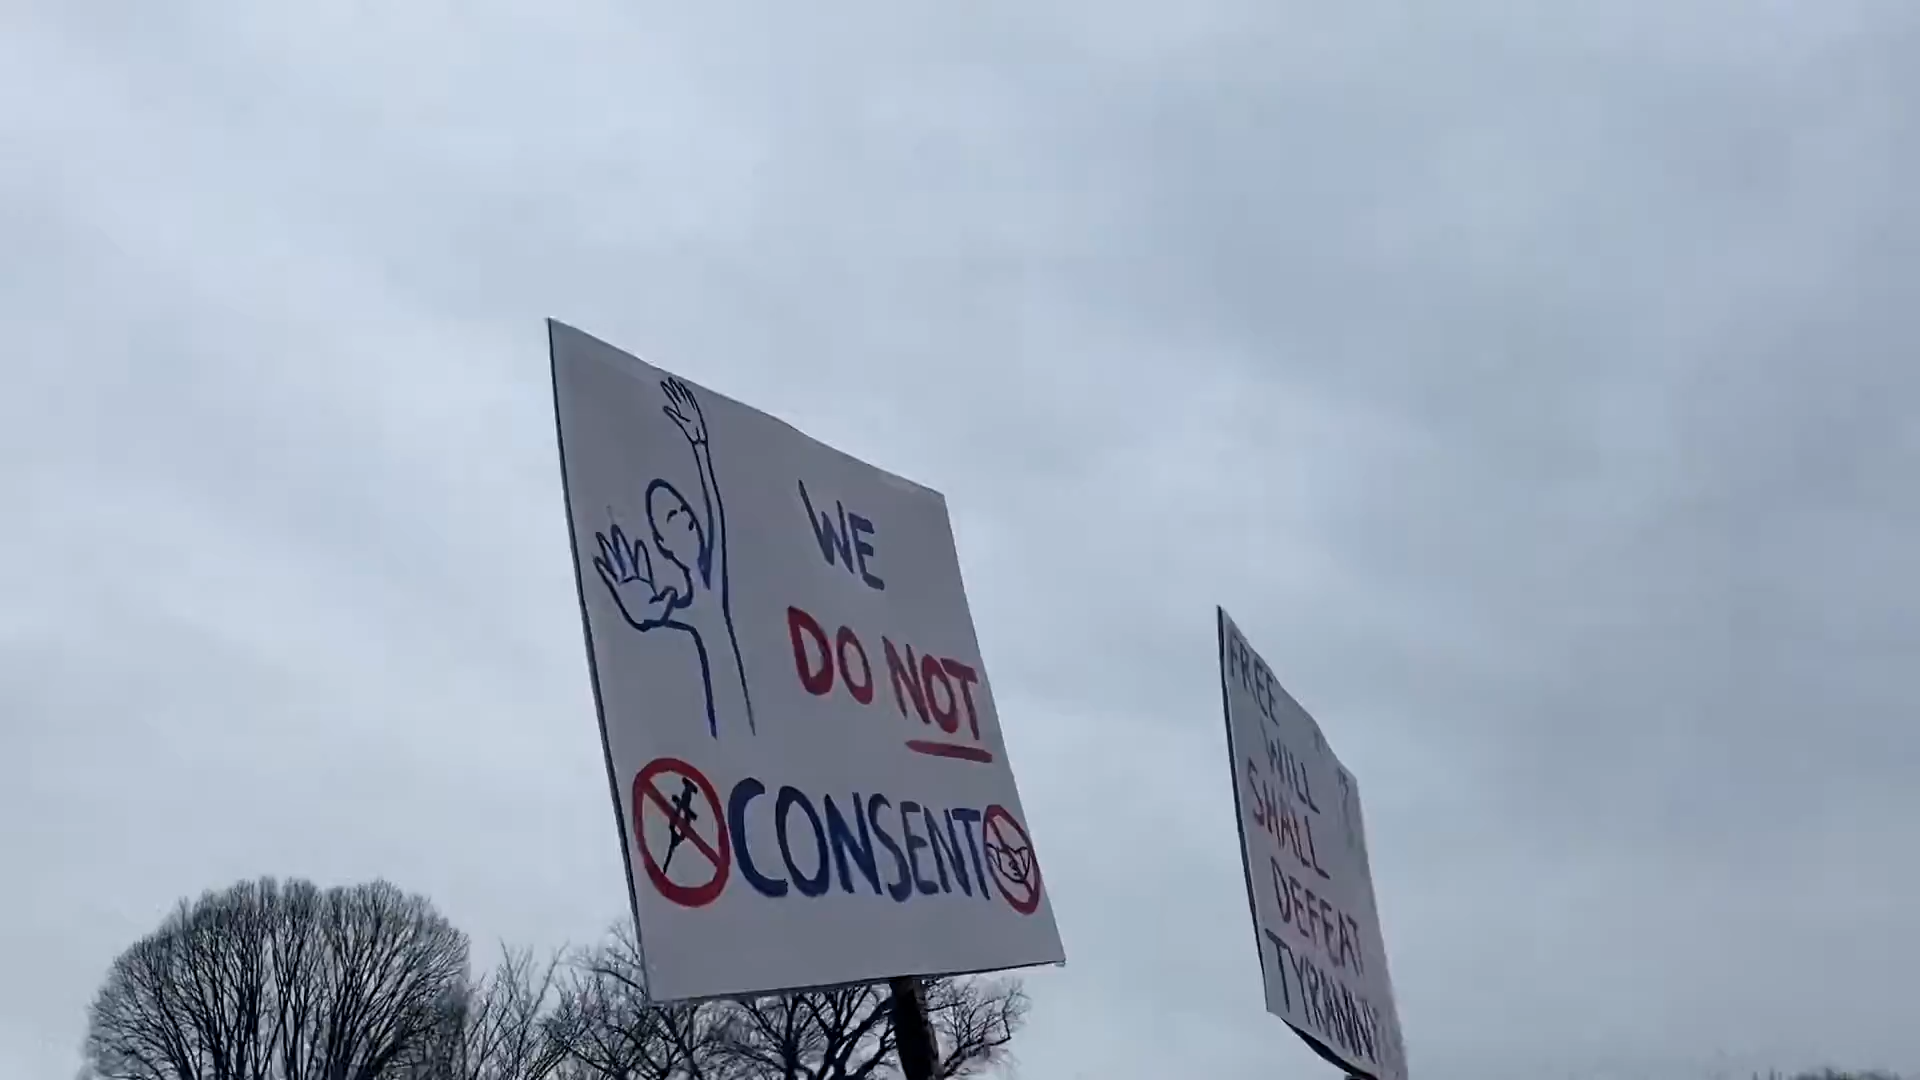 WE
DO NOT
CONSENT
FREE
WILL
SHALL
DEFEAT
TYRANNY